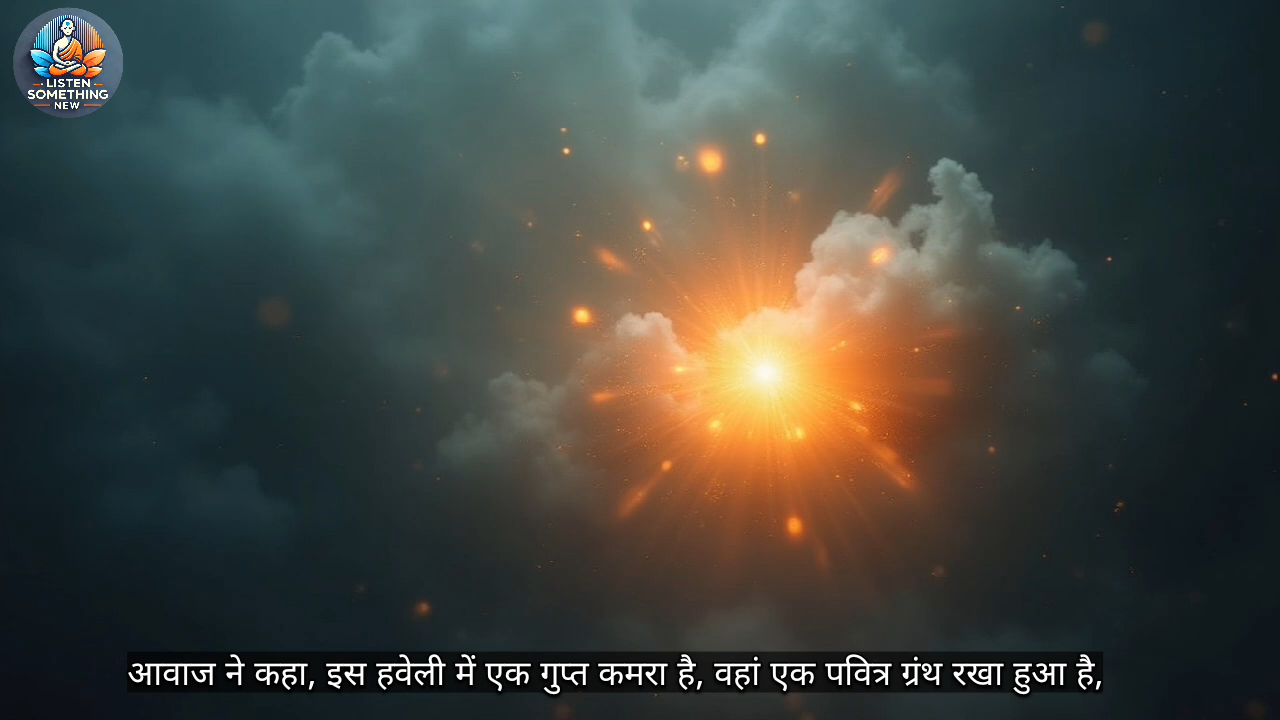 LISTEN
SOMETHING
NEW
आवाज ने कहा, इस हवेली में एक गुप्त कमरा है, वहां एक पवित्र ग्रंथ रखा हुआ है,